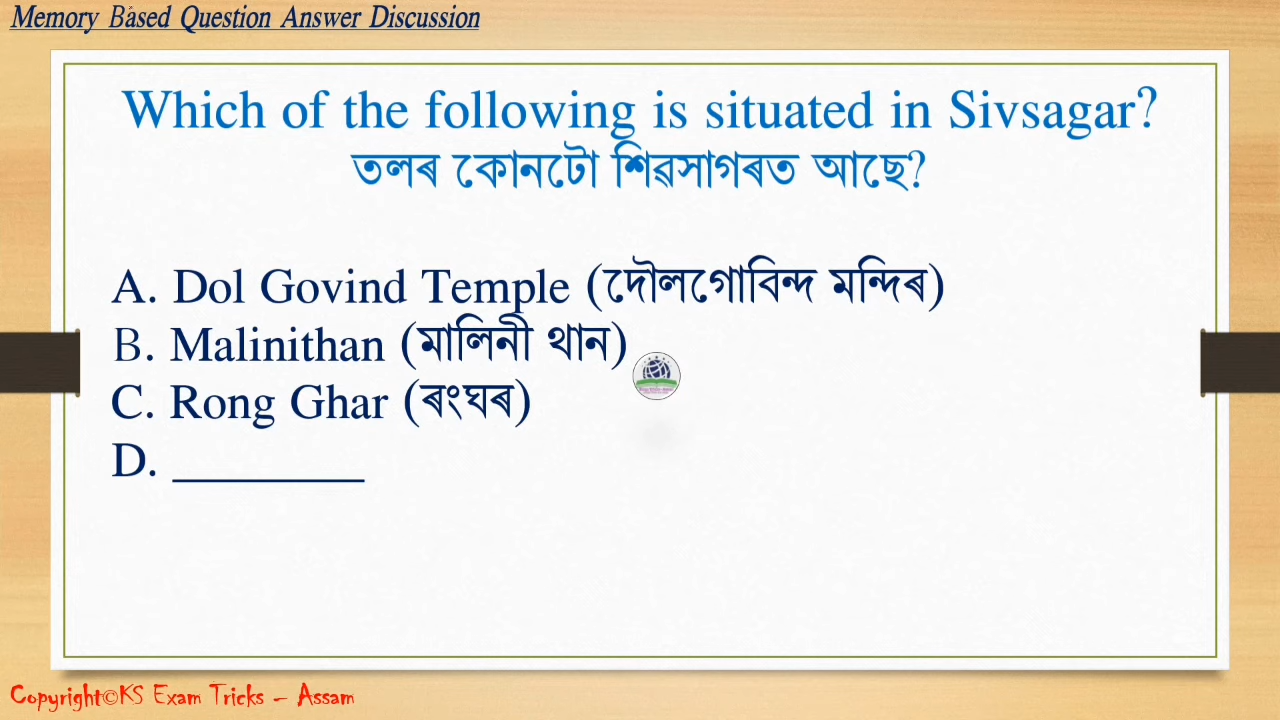 Memory Based Question Answer Discussion
Which of the following is situated in Sivsagar?
তলৰ কোনটো শিৱসাগৰত আছে?
A. Dol Govind Temple (দৌলগোবিন্দ মন্দিৰ)
B. Malinithan (মালিনী থান)
C. Rong Ghar (ৰংঘৰ)
D. ________
Copyright©KS Exam Tricks – Assam